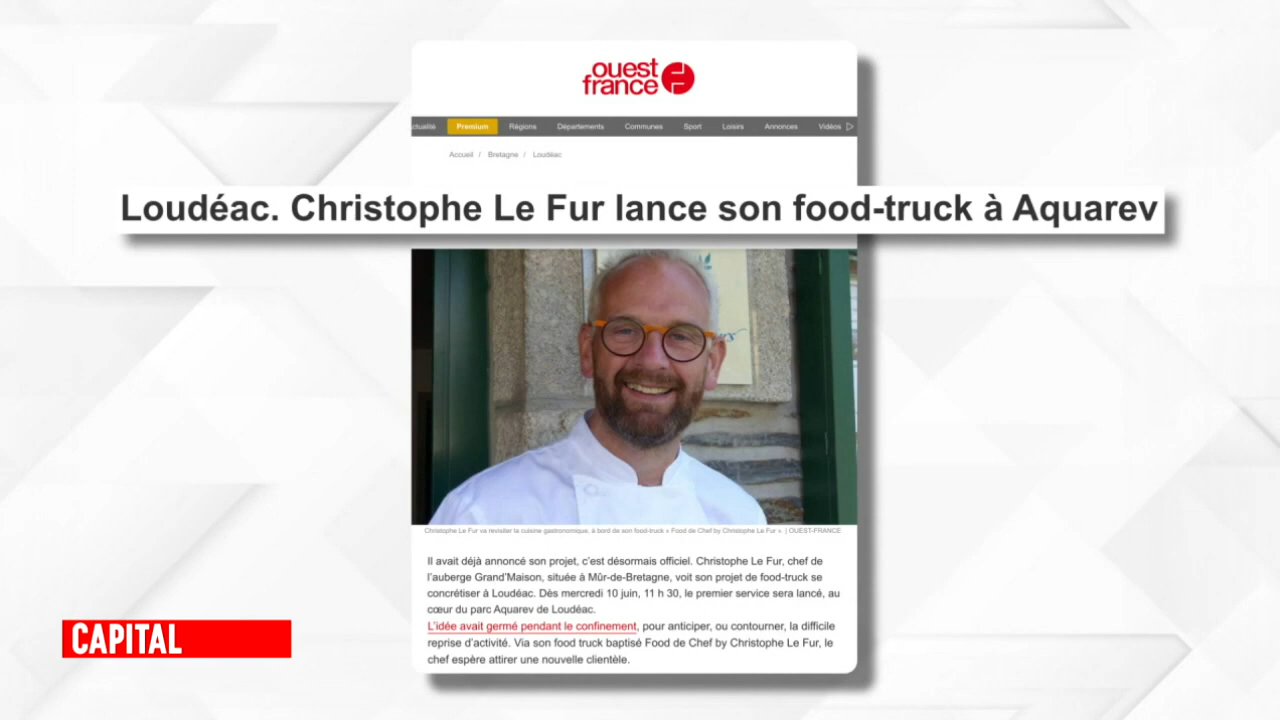 ouest
france
ctualité Premium Régions Départements Communes Sport Loisirs Annonces Vidéos
Accueil / Bretagne / Loudéac
Loudéac. Christophe Le Fur lance son food-truck à Aquarev
Christophe Le Fur va revisiter la cuisine gastronomique, à bord de son food-truck « Food de Chef by Christophe Le Fur ». | OUEST-FRANCE
Il avait déjà annoncé son projet, c’est désormais officiel. Christophe Le Fur, chef de
l’auberge Grand’Maison, située à Mûr-de-Bretagne, voit son projet de food-truck se
concrétiser à Loudéac. Dès mercredi 10 juin, 11 h 30, le premier service sera lancé, au
cœur du parc Aquarev de Loudéac.
L’idée avait germé pendant le confinement, pour anticiper, ou contourner, la difficile
reprise d’activité. Via son food truck baptisé Food de Chef by Christophe Le Fur, le
chef espère attirer une nouvelle clientèle.
CAPITAL